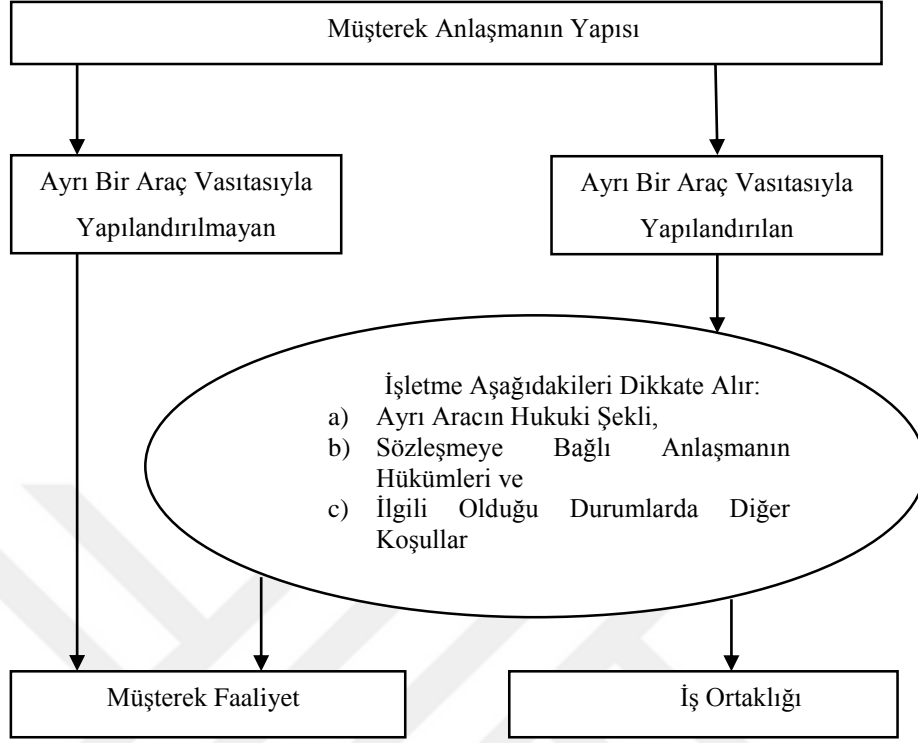 Müşterek Anlaşmanın Yapısı
Ayrı Bir Araç Vasıtasıyla
Yapılandırılmayan
Ayrı Bir Araç Vasıtasıyla
Yapılandırılan
İşletme Aşağıdakileri Dikkate Alır:
a) Ayrı Aracın Hukuki Şekli,
b) Sözleşmeye Bağlı Anlaşmanın
Hükümleri ve
c) İlgili Olduğu Durumlarda Diğer
Koşullar
Müşterek Faaliyet
İş Ortaklığı